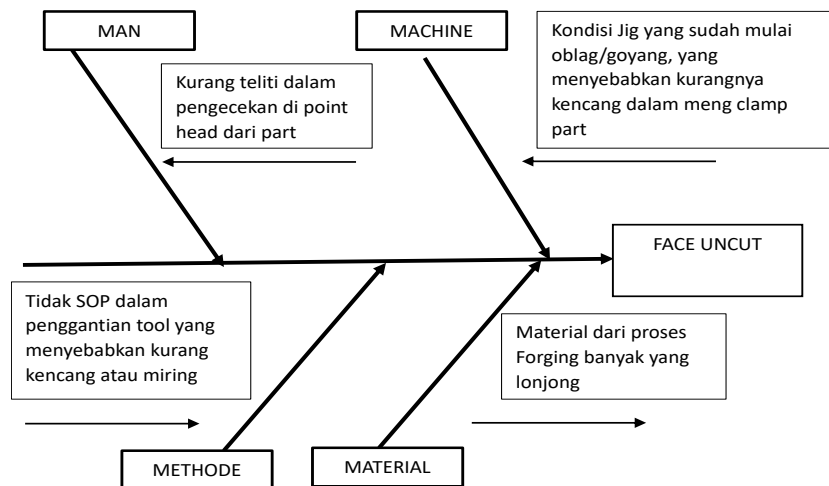 MAN
MACHINE
Kondisi Jig yang sudah mulai
oblag/goyang, yang
menyebabkan kurangnya
kencang dalam meng clamp
part
Kurang teliti dalam
pengecekan di point
head dari part
FACE UNCUT
Tidak SOP dalam
penggantian tool yang
menyebabkan kurang
kencang atau miring
Material dari proses
Forging banyak yang
lonjong
METHODE
MATERIAL